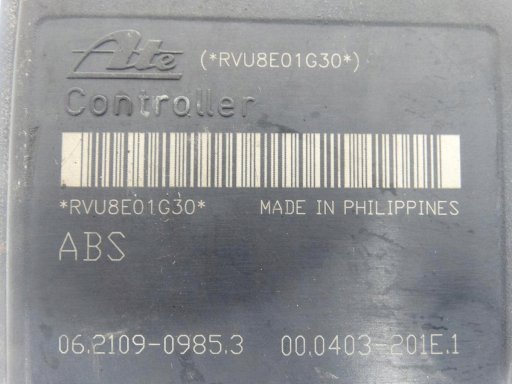 Ate (*RVU8E01G30*)
Controller
*RVU8E01G30* MADE IN PHILIPPINES
ABS
06.2109-0985.3 00.0403-201E.1